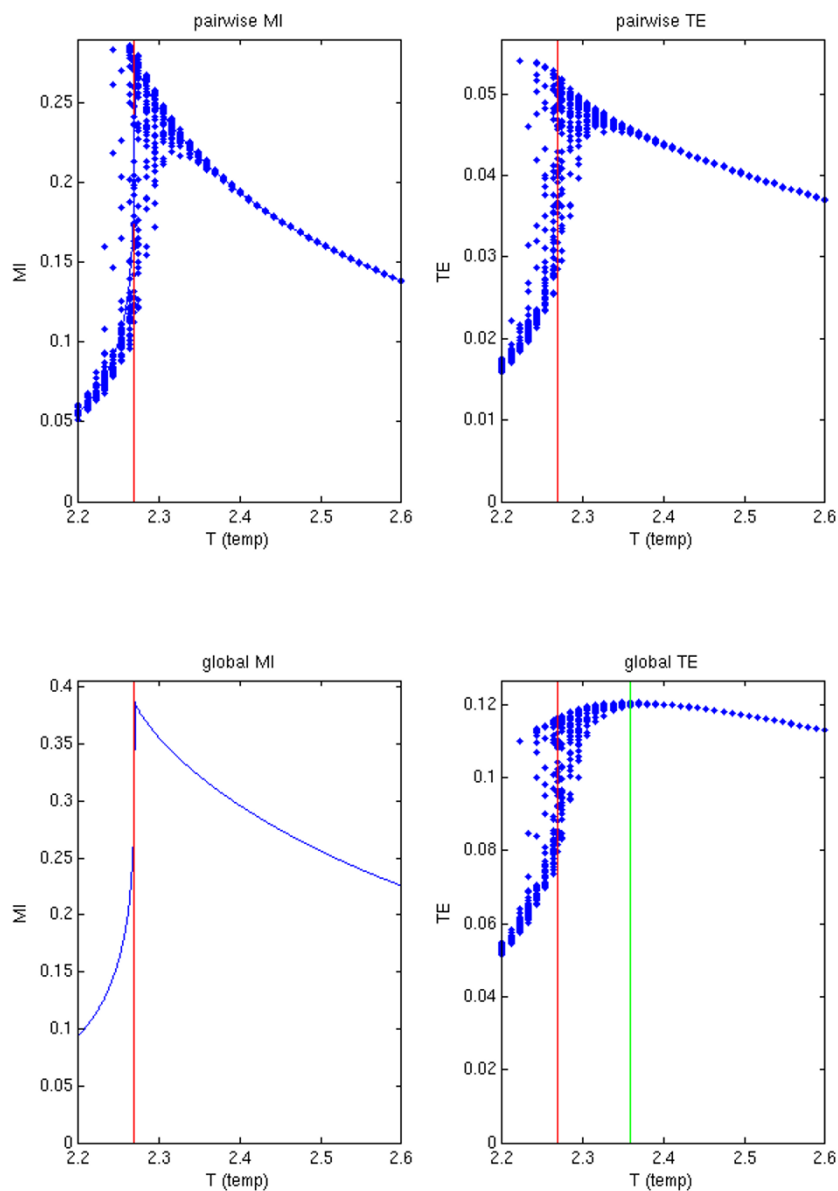 pairwise MI
0.25
0.2
0.15
0.1
0.05
0
MI
2.2 2.3 2.4 2.5 2.6
T (temp)
pairwise TE
0.05
0.04
0.03
0.02
0.01
0
TE
2.2 2.3 2.4 2.5 2.6
T (temp)
global MI
0.4
0.35
0.3
0.25
0.2
0.15
0.1
0.05
0
MI
2.2 2.3 2.4 2.5 2.6
T (temp)
global TE
0.12
0.1
0.08
0.06
0.04
0.02
0
TE
2.2 2.3 2.4 2.5 2.6
T (temp)